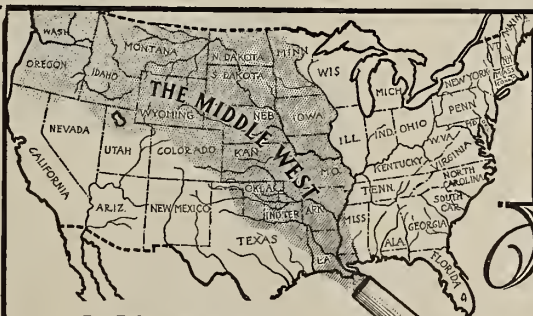 WASH.
MONTANA
N. DAKOTA
MINN
OREGON
IDAHO
S. DAKOTA
WIS
MICH
VT.
MAINE
NEW YORK
THE MIDDLE WEST
WYOMING
NEB
IOWA
PENN
NEVADA
UTAH
COLORADO
KAN
MO.
ILL
IND.
OHIO
W.VA.
VIRGINIA
KENTUCKY
CALIFORNIA
ARIZ.
NEW MEXICO
OKLA.
IND TER
ARK
TENN.
NORTH CAROLINA
SOUTH CAR.
MISS
ALA
GEORGIA
TEXAS
LA
FLORIDA